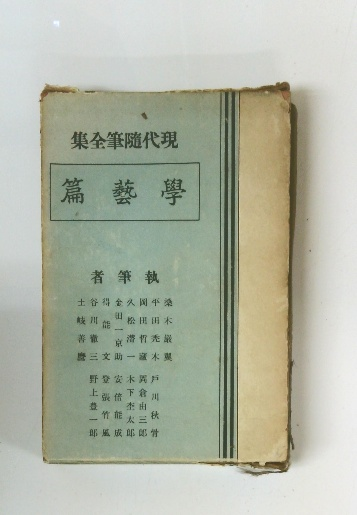 現代隨筆全集
學藝篇
執筆者
桑木嚴翼 戸川秋骨
平田禿木
岡田哲藏 岡倉由三郎
久松潜一 木下杢太郎
金田一京助 安倍能成
得能文 登張竹風
谷川徹三 野上豊一郎
土岐善麿